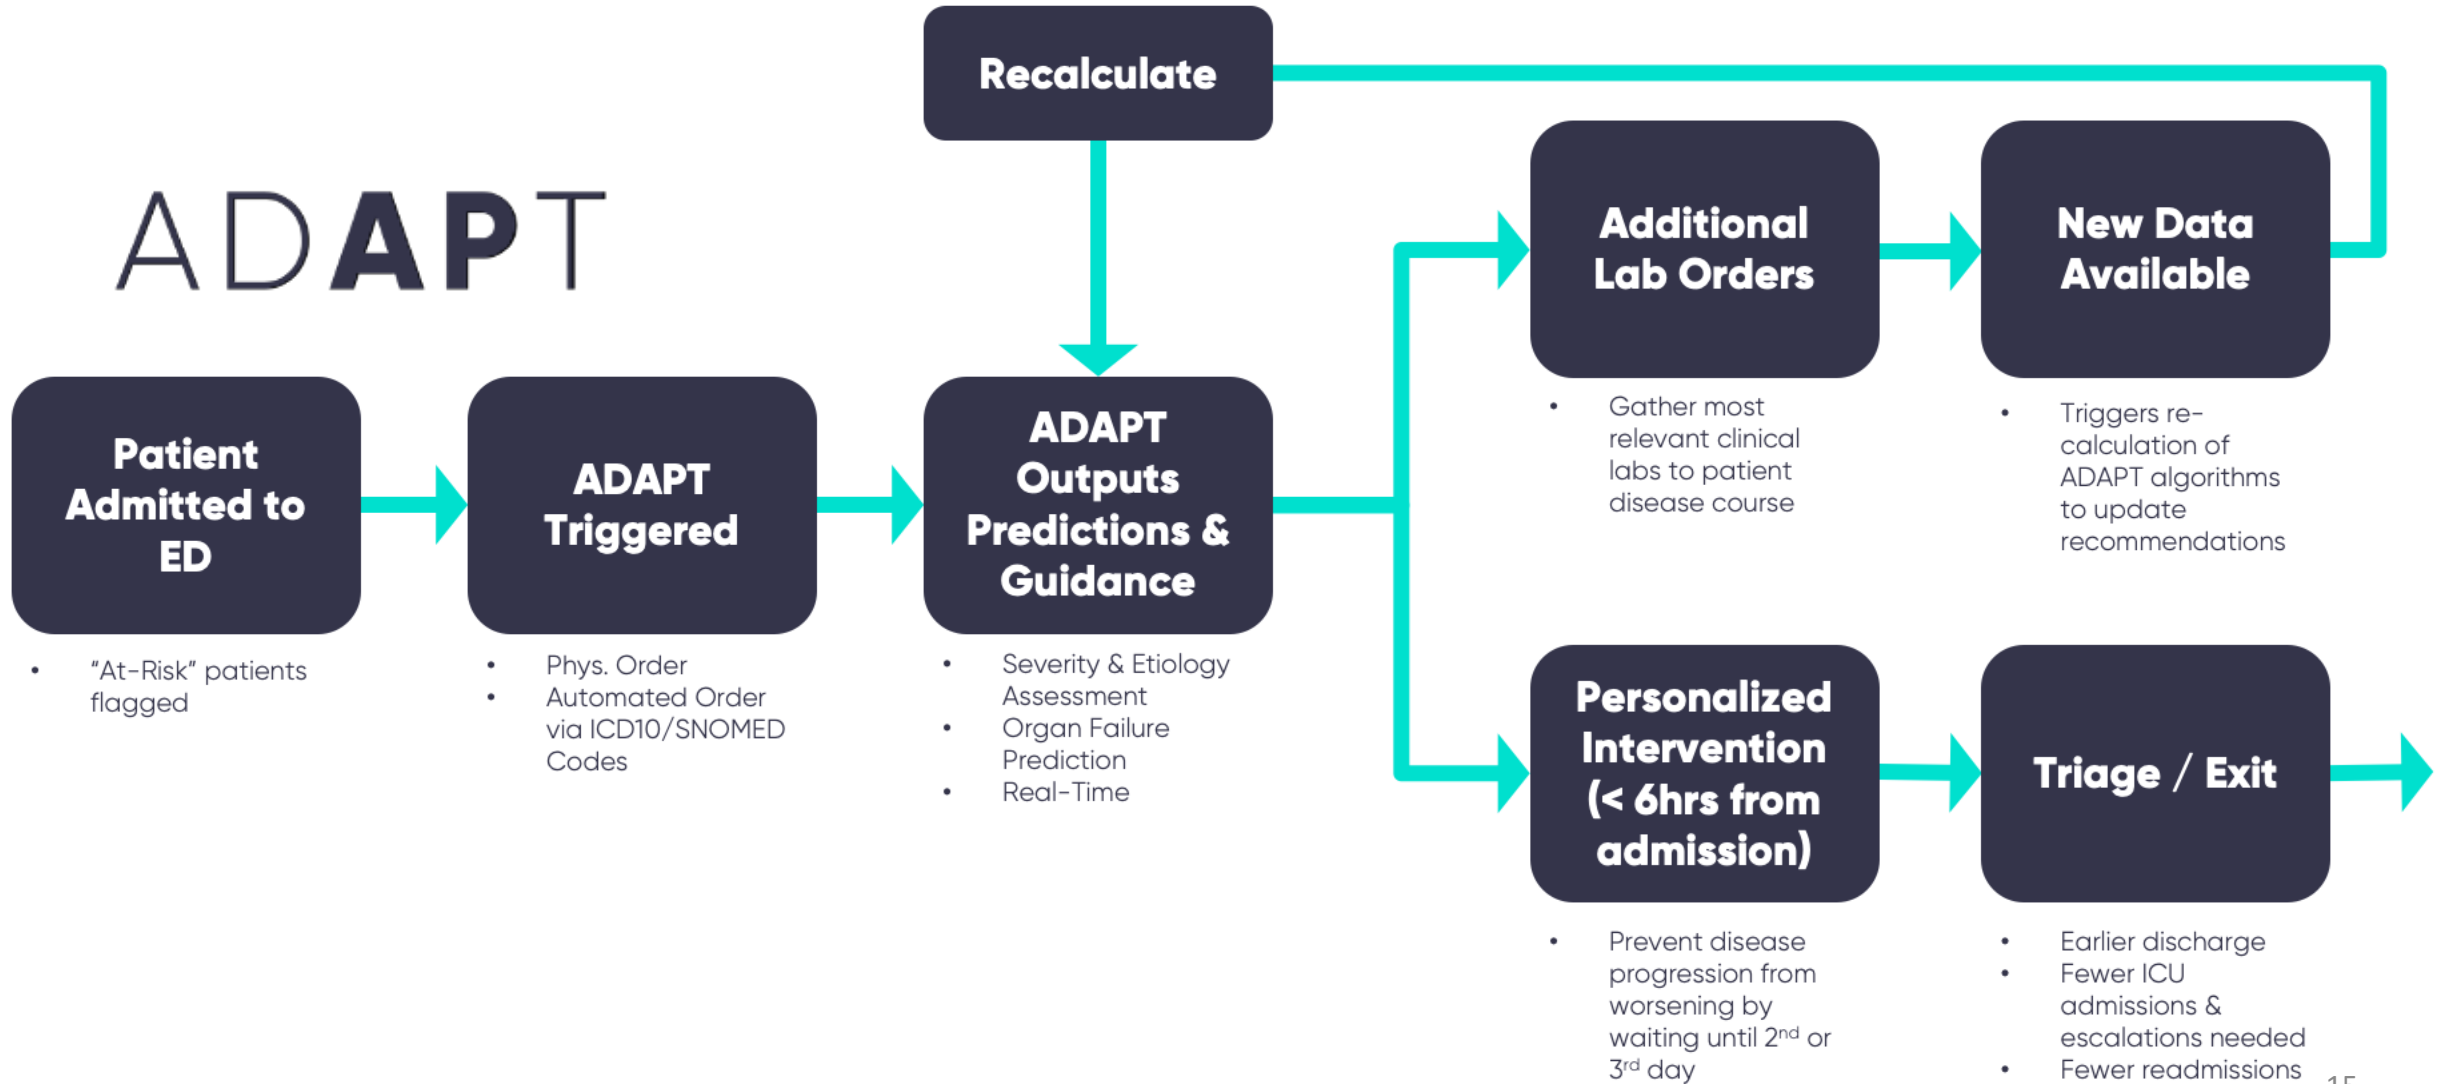 Recalculate
ADAPT
Additional
Lab Orders
New Data
Available
• Gather most
relevant clinical
labs to patient
disease course
• Triggers re-
calculation of
ADAPT algorithms
to update
recommendations
Patient
Admitted to
ED
• “At-Risk” patients
flagged
ADAPT
Triggered
• Phys. Order
• Automated Order
via ICD10/SNOMED
Codes
ADAPT
Outputs
Predictions &
Guidance
• Severity & Etiology
Assessment
• Organ Failure
Prediction
• Real-Time
Personalized
Intervention
(< 6hrs from
admission)
• Prevent disease
progression from
worsening by
waiting until 2nd or
3rd day
Triage / Exit
• Earlier discharge
• Fewer ICU
admissions &
escalations needed
• Fewer readmissions